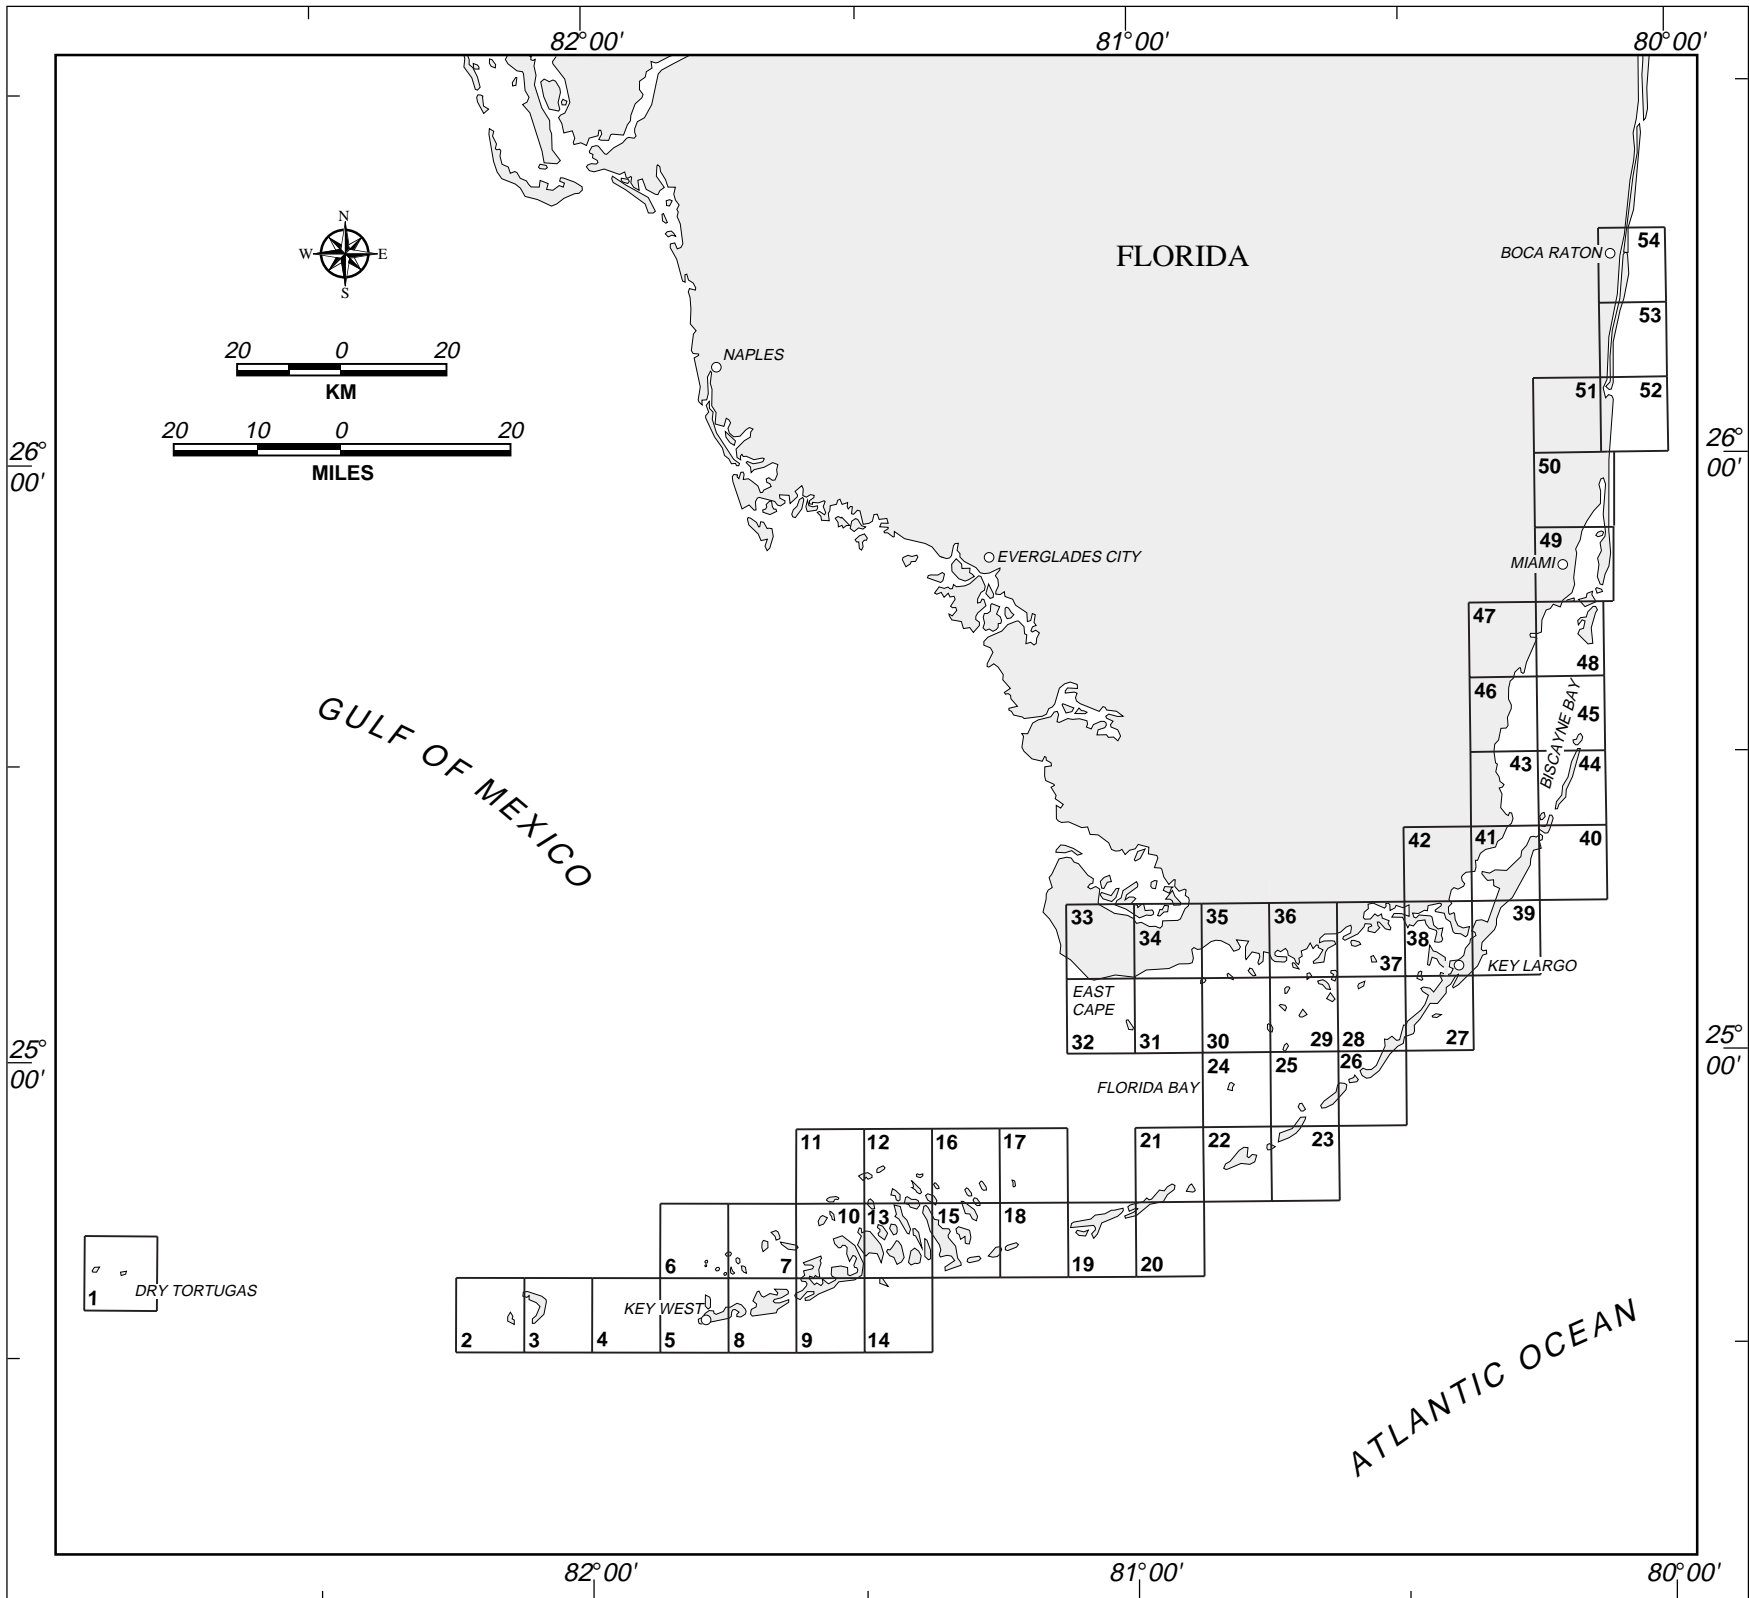 82°00' 81°00' 80°00'
N
W E
S
FLORIDA
BOCA RATON
54
53
20 0 20
KM
NAPLES
51 52
20 10 0 20
MILES
26°
00'
26°
00'
50
49
EVERGLADES CITY
MIAMI
47
48
46
45
BISCAYNE BAY
GULF OF MEXICO
43 44
42 41 40
33 35 36 39
34 38
37
KEY LARGO
EAST
CAPE
32 31 30 29 28 27
25°
00'
25°
00'
24 25 26
FLORIDA BAY
11 12 16 17 21 22 23
10 13 15 18
6 7 19 20
1 DRY TORTUGAS
KEY WEST
2 3 4 5 8 9 14
ATLANTIC OCEAN
82°00' 81°00' 80°00'